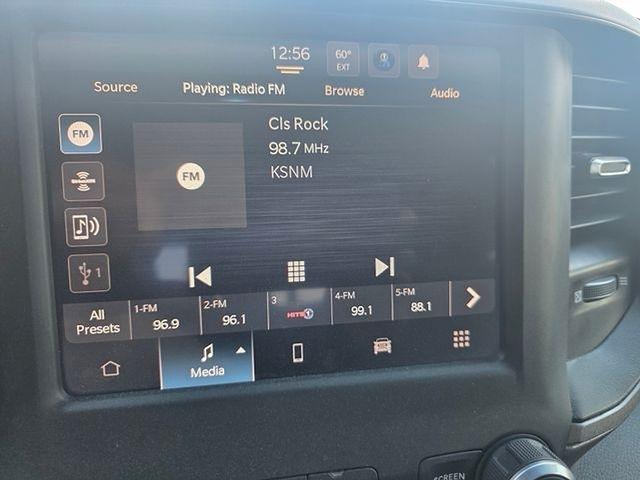 12:56
60°
EXT
Source Playing: Radio FM Browse Audio
FM
Cls Rock
98.7 MHz
KSNM
FM
SiriusXM
1
All
Presets
1-FM
96.9
2-FM
96.1
3
HITS 1
4-FM
99.1
5-FM
88.1
Media
SCREEN